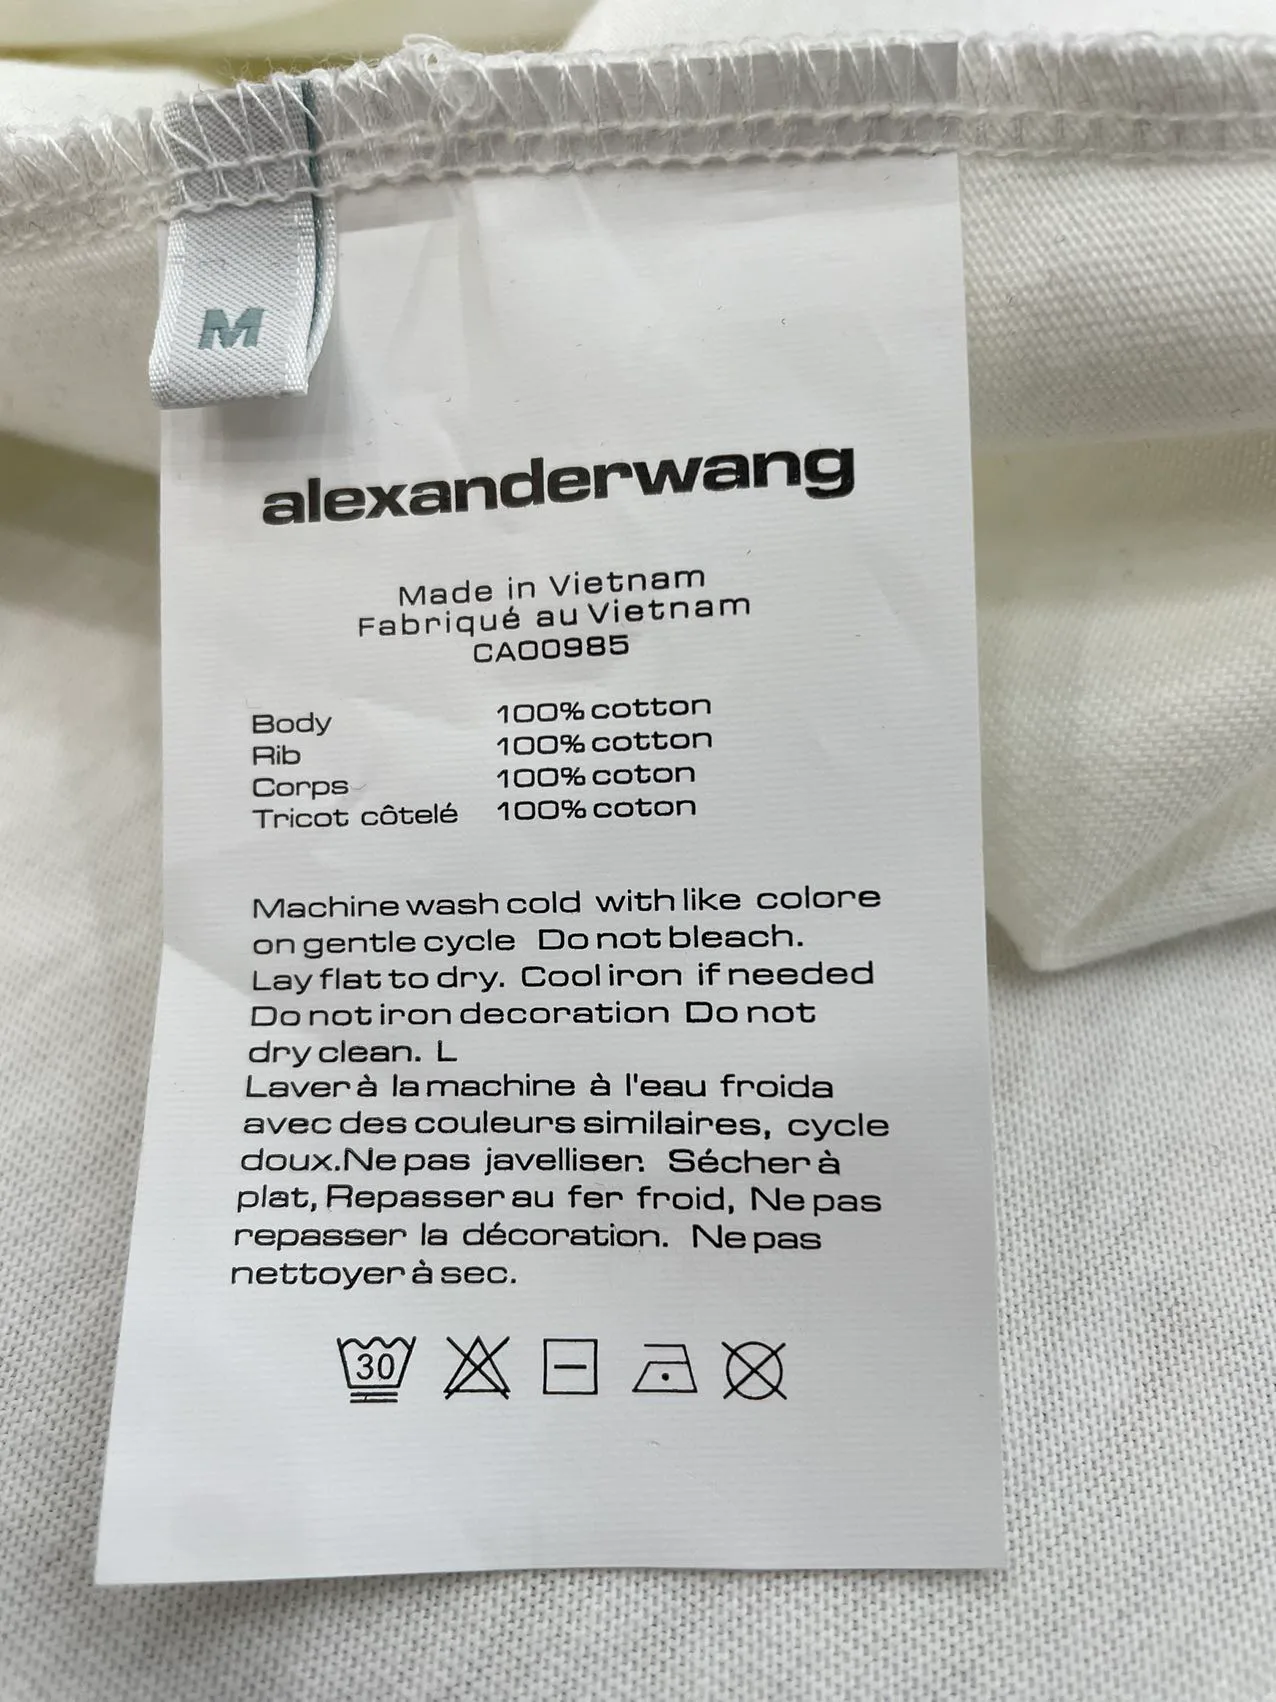 M
alexanderwang
Made in Vietnam
Fabriqué au Vietnam
CA00985
Body 100% cotton
Rib 100% cotton
Corps 100% coton
Tricot côtelé 100% coton
Machine wash cold with like colore
on gentle cycle Do not bleach.
Lay flat to dry. Cool iron if needed
Do not iron decoration Do not
dry clean. L
Laver à la machine à l'eau froida
avec des couleurs similaires, cycle
doux.Ne pas javelliser. Sécher à
plat, Repasser au fer froid, Ne pas
repasser la décoration. Ne pas
nettoyer à sec.
30